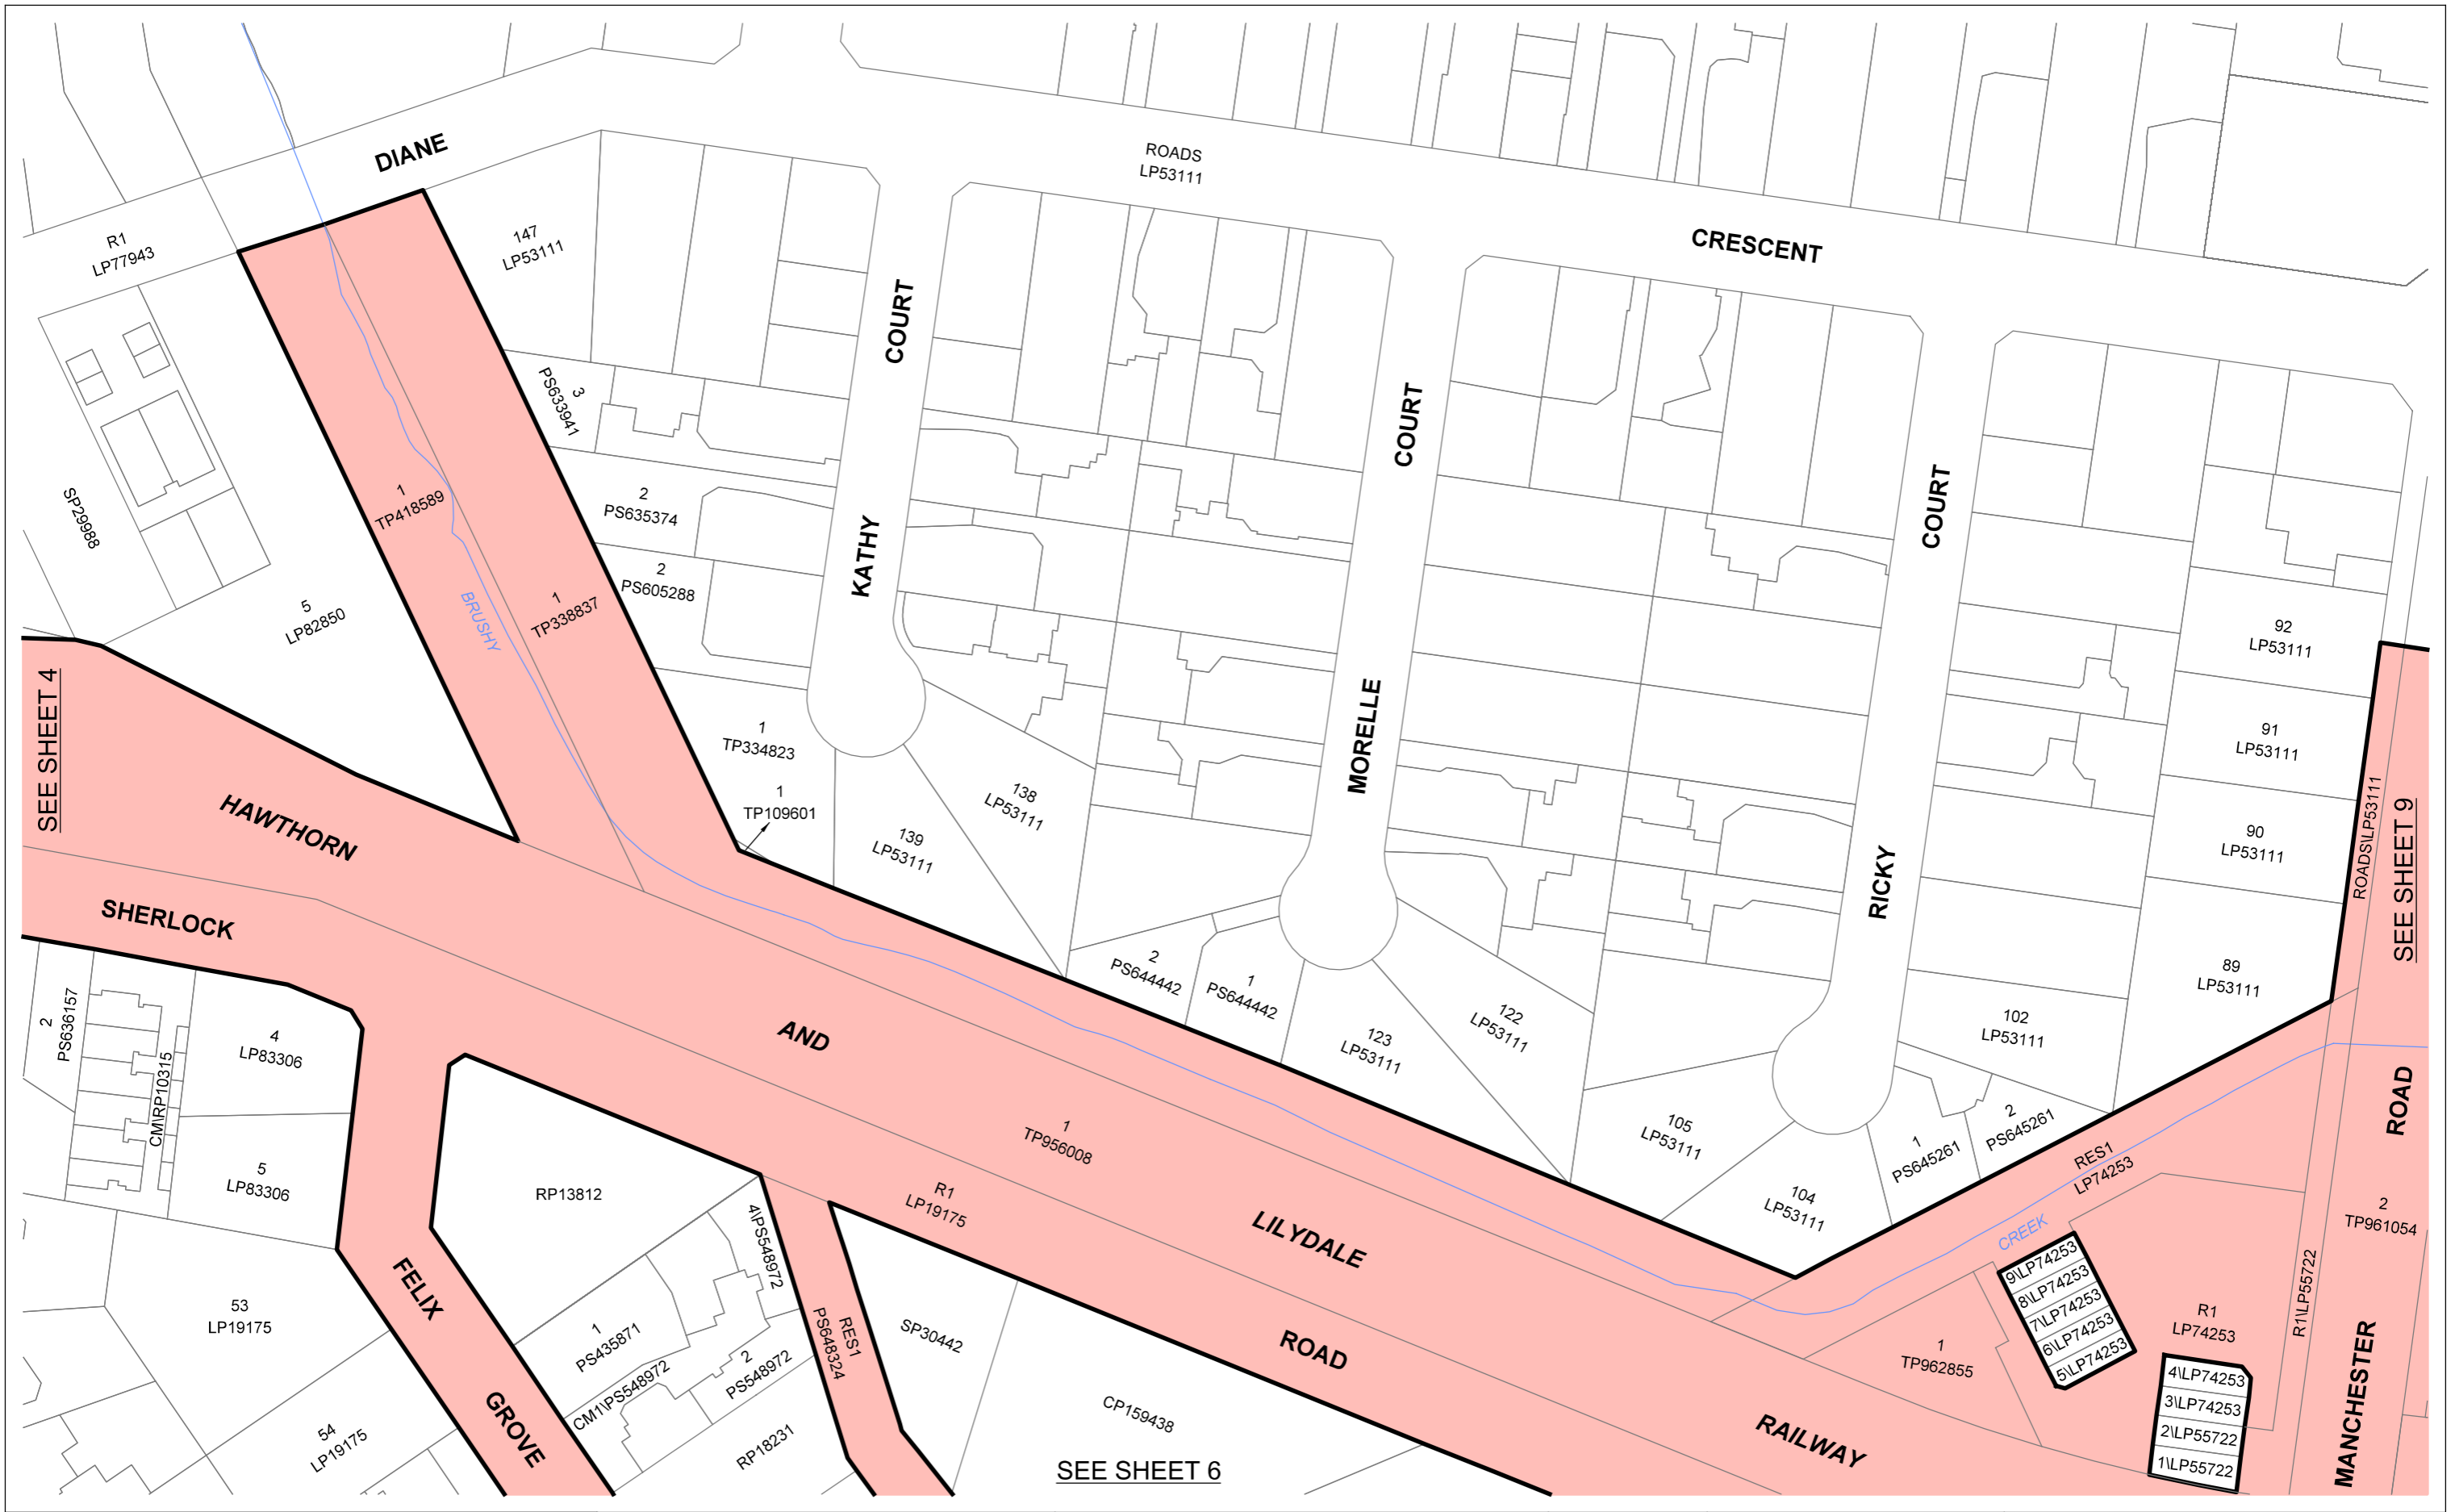 DIANE
ROADS
LP53111
CRESCENT
R1
LP77943
147
LP53111
COURT
COURT
COURT
3
PS633941
SP29988
1
TP418589
2
PS635374
KATHY
2
PS605288
1
TP338837
BRUSHY
5
LP82850
92
LP53111
SEE SHEET 4
1
TP334823
MORELLE
91
LP53111
1
TP109601
138
LP53111
139
LP53111
HAWTHORN
90
LP53111
ROADS\LP53111
SEE SHEET 9
RICKY
SHERLOCK
2
PS644442
1
PS644442
89
LP53111
2
PS636157
4
LP83306
AND
123
LP53111
122
LP53111
102
LP53111
CM\RP10315
5
LP83306
1
TP956008
105
LP53111
1
PS645261
2
PS645261
ROAD
RES1
LP74253
RP13812
R1
LP19175
104
LP53111
2
TP961054
4\PS548972
LILYDALE
CREEK
FELIX
9\LP74253
8\LP74253
7\LP74253
6\LP74253
5\LP74253
R1\LP55722
53
LP19175
1
PS435871
RES1
PS648324
SP30442
ROAD
1
TP962855
R1
LP74253
CM1\PS548972
2
PS548972
4\LP74253
3\LP74253
2\LP55722
1\LP55722
MANCHESTER
GROVE
54
LP19175
RP18231
CP159438
RAILWAY
SEE SHEET 6